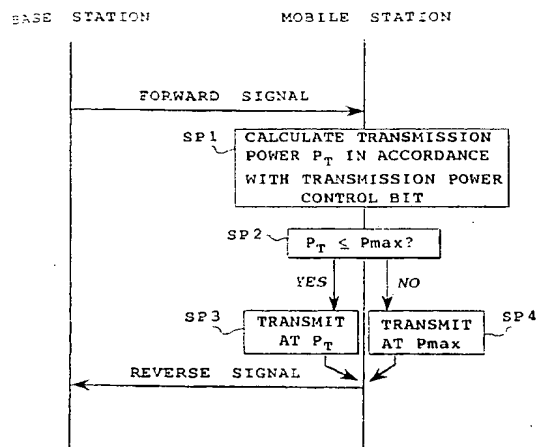 BASE STATION MOBILE STATION
FORWARD SIGNAL
SP1
CALCULATE TRANSMISSION
POWER PT IN ACCORDANCE
WITH TRANSMISSION POWER
CONTROL BIT
SP2
PT ≤ Pmax?
YES NO
SP3
TRANSMIT
AT PT
TRANSMIT
AT Pmax
SP4
REVERSE SIGNAL